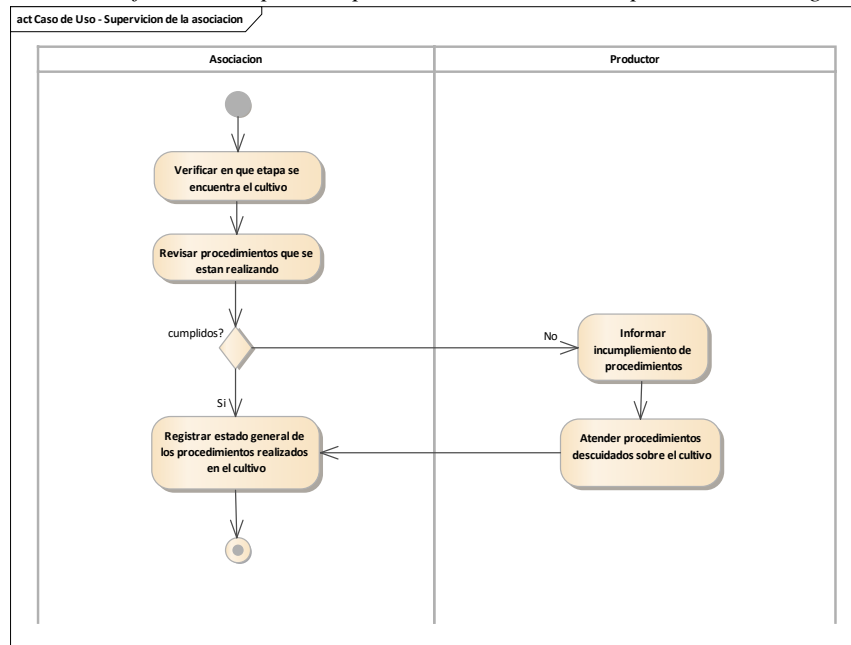 act Caso de Uso - Supervicion de la asociacion
Asociacion
Productor
Verificar en que etapa se
encuentra el cultivo
Revisar procedimientos que se
estan realizando
cumplidos?
No
Informar
incumpliemiento de
procedimientos
Si
Registrar estado general de
los procedimientos realizados
en el cultivo
Atender procedimientos
descuidados sobre el cultivo